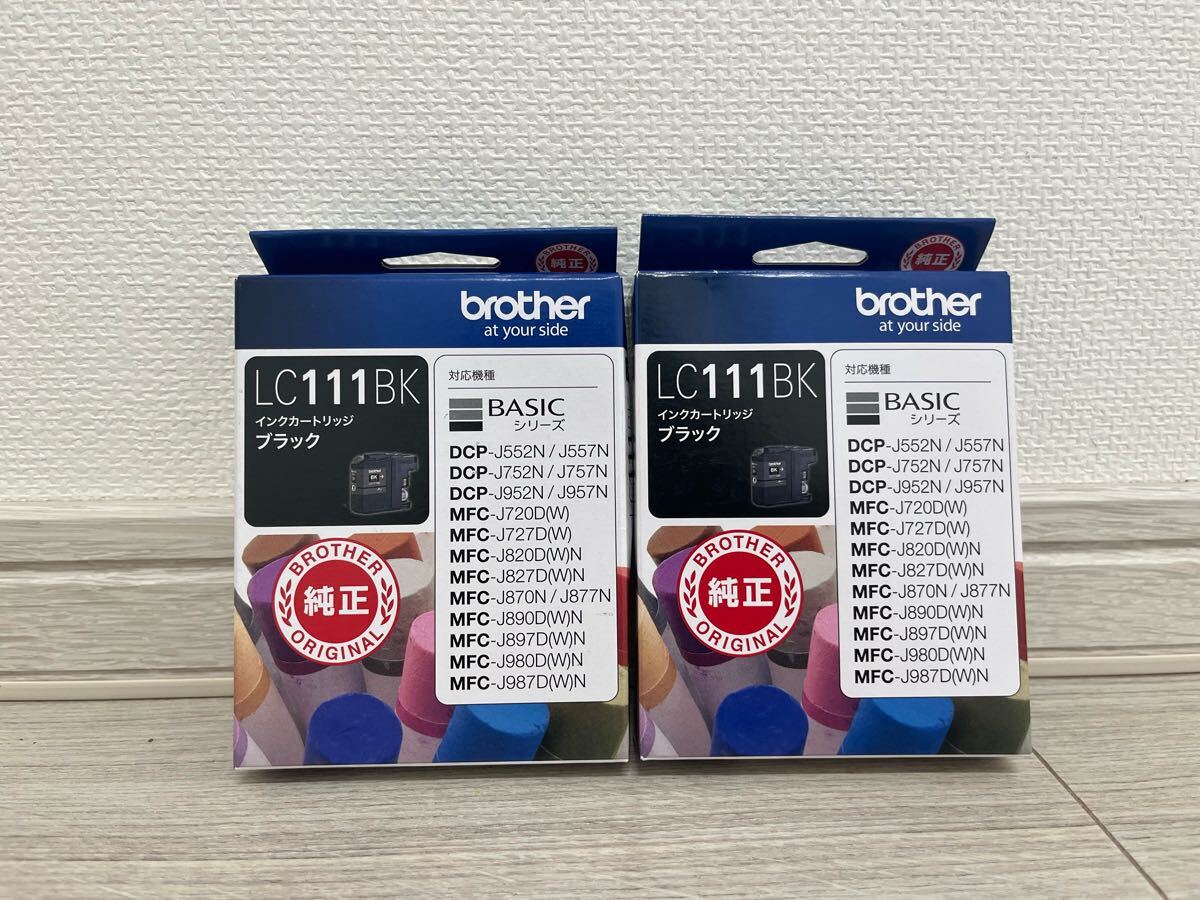 BROTHER
純正
brother
at your side
LC111BK
インクカートリッジ
ブラック
BK
BROTHER
純正
ORIGINAL
対応機種
BASIC
シリーズ
DCP-J552N / J557N
DCP-J752N / J757N
DCP-J952N / J957N
MFC-J720D(W)
MFC-J727D(W)
MFC-J820D(W)N
MFC-J827D(W)N
MFC-J870N / J877N
MFC-J890D(W)N
MFC-J897D(W)N
MFC-J980D(W)N
MFC-J987D(W)N
BROTHER
純正
brother
at your side
LC111BK
インクカートリッジ
ブラック
BK
BROTHER
純正
ORIGINAL
対応機種
BASIC
シリーズ
DCP-J552N / J557N
DCP-J752N / J757N
DCP-J952N / J957N
MFC-J720D(W)
MFC-J727D(W)
MFC-J820D(W)N
MFC-J827D(W)N
MFC-J870N / J877N
MFC-J890D(W)N
MFC-J897D(W)N
MFC-J980D(W)N
MFC-J987D(W)N